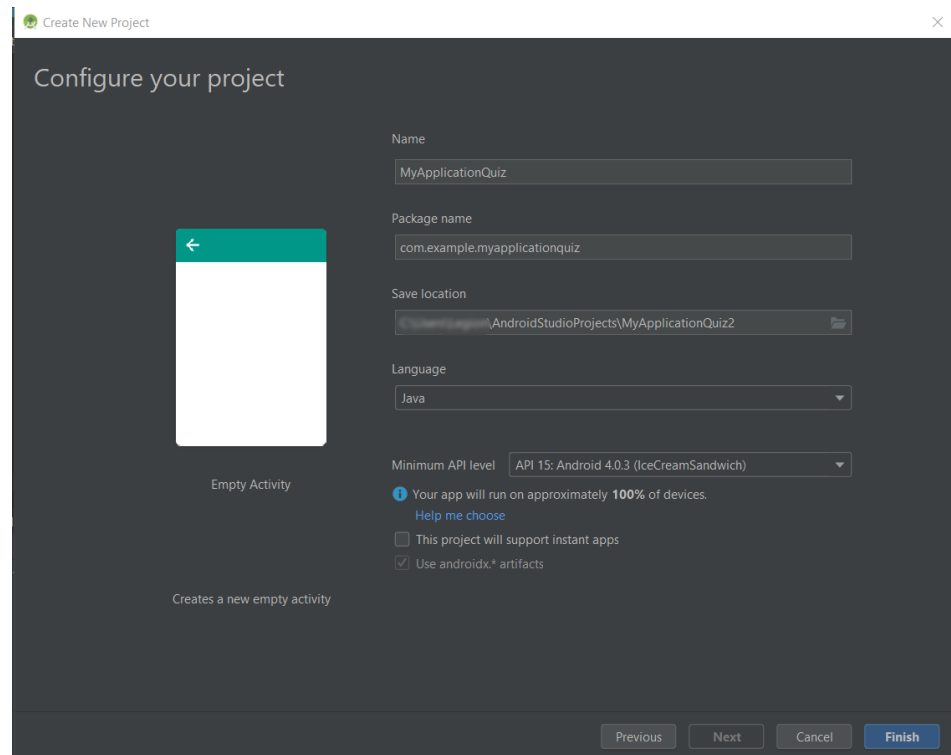 Create New Project
Configure your project
Name
MyApplicationQuiz
Package name
com.example.myapplicationquiz
Save location
\AndroidStudioProjects\MyApplicationQuiz2
Language
Java
Minimum API level API 15: Android 4.0.3 (IceCreamSandwich)
Empty Activity
Your app will run on approximately 100% of devices.
Help me choose
This project will support instant apps
Use androidx.* artifacts
Creates a new empty activity
Previous Next Cancel Finish